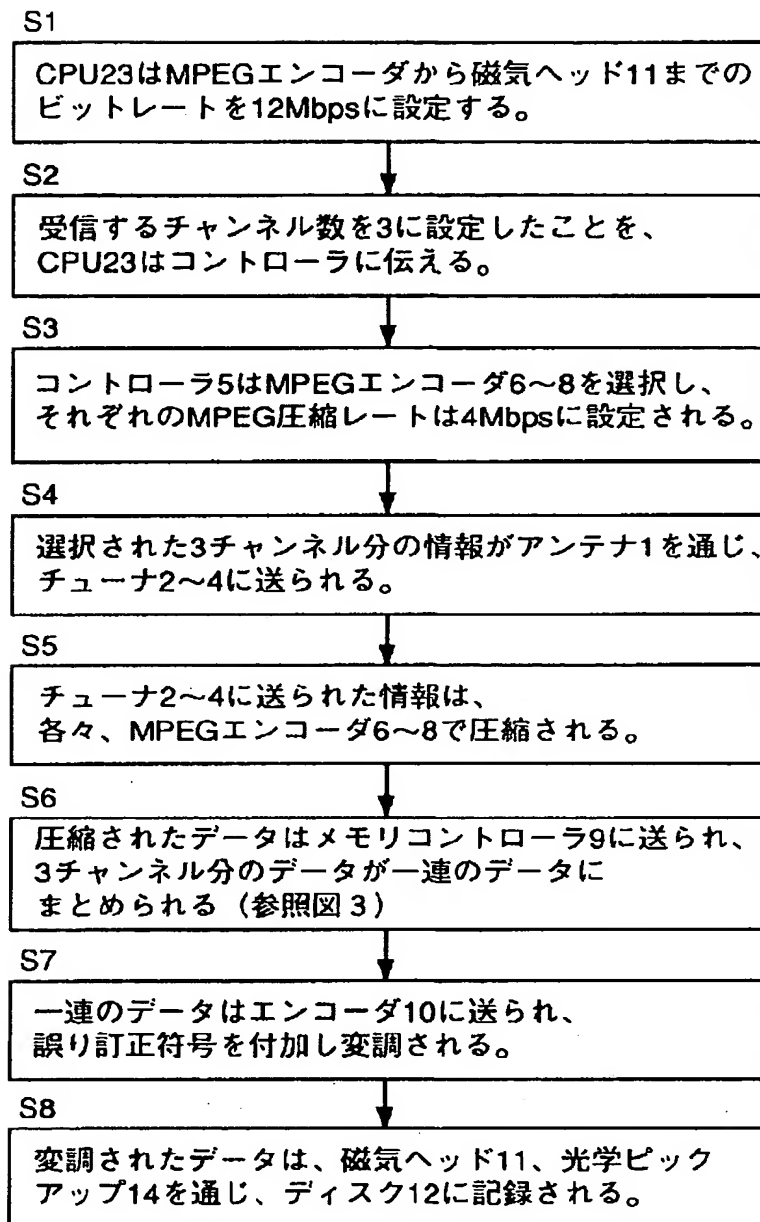 S1
CPU23はMPEGエンコーダから磁気ヘッド11までの
ビットレートを12Mbpsに設定する。
S2
受信するチャンネル数を3に設定したことを、
CPU23はコントローラに伝える。
S3
コントローラ5はMPEGエンコーダ6～8を選択し、
それぞれのMPEG圧縮レートは4Mbpsに設定される。
S4
選択された3チャンネル分の情報がアンテナ1を通じ、
チューナ2～4に送られる。
S5
チューナ2～4に送られた情報は、
各々、MPEGエンコーダ6～8で圧縮される。
S6
圧縮されたデータはメモリコントローラ9に送られ、
3チャンネル分のデータが一連のデータに
まとめられる（参照図３）
S7
一連のデータはエンコーダ10に送られ、
誤り訂正符号を付加し変調される。
S8
変調されたデータは、磁気ヘッド11、光学ピック
アップ14を通じ、ディスク12に記録される。